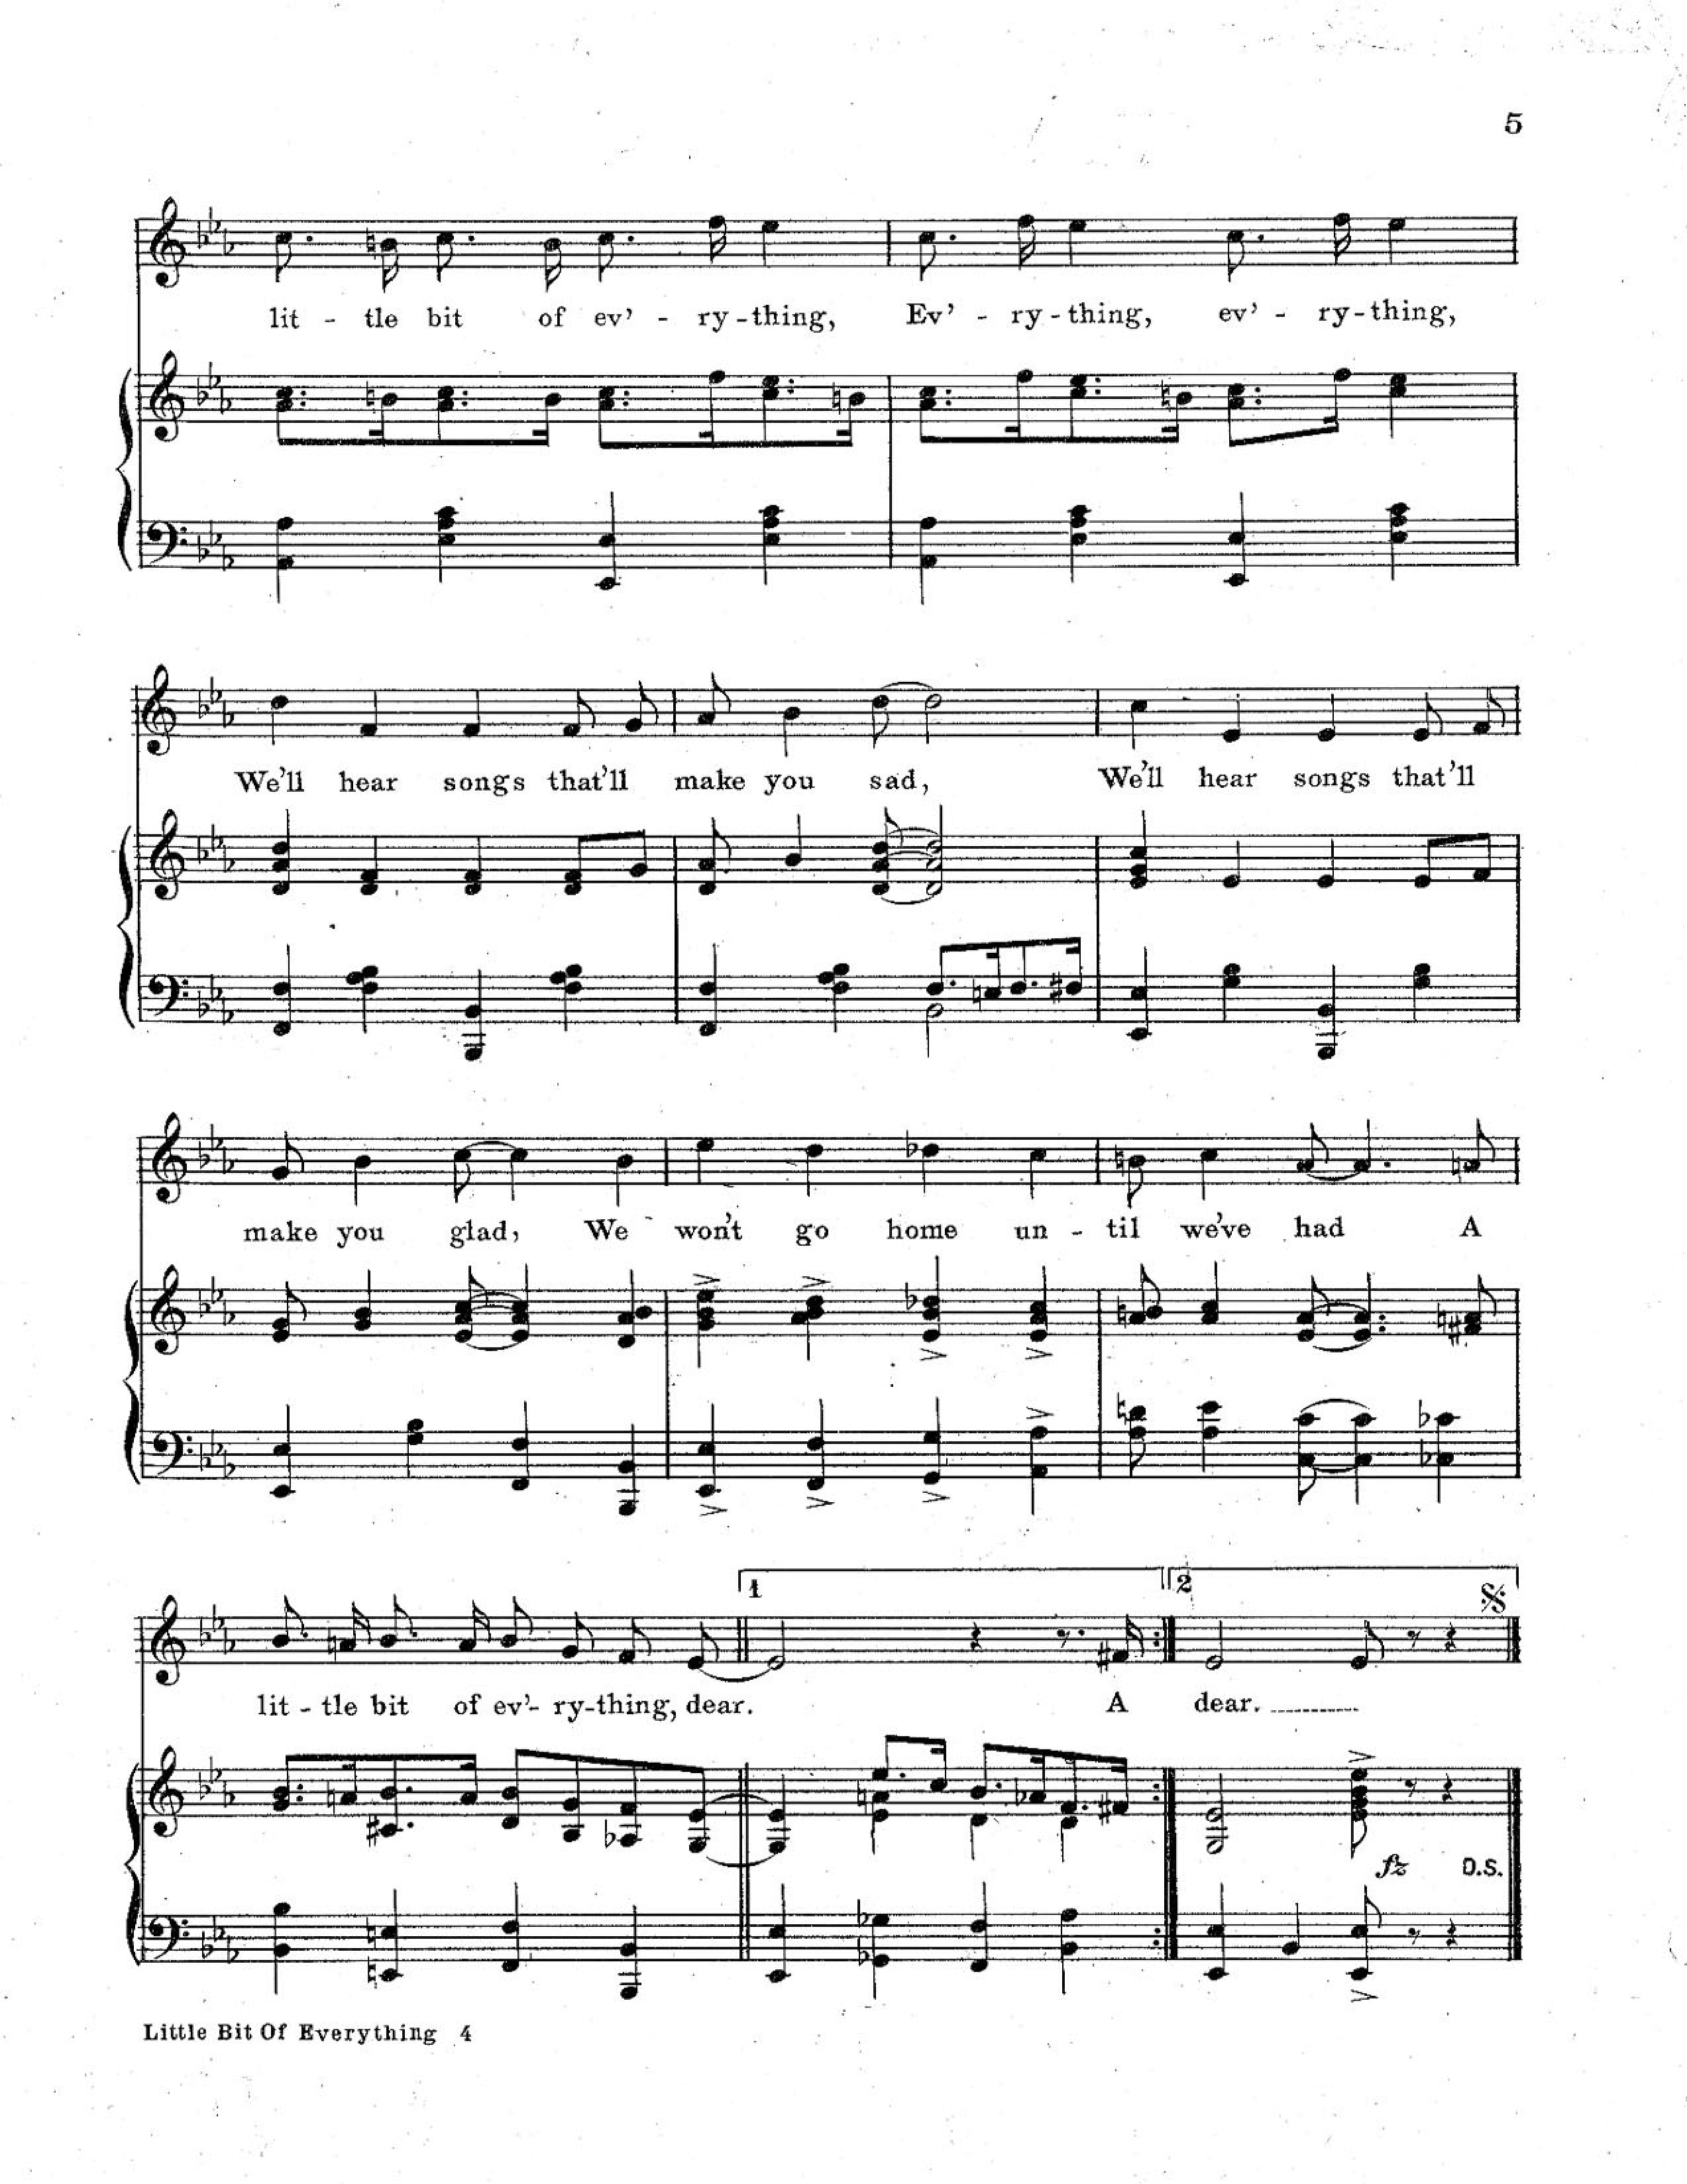 5
lit - tle bit of ev' - ry - thing, Ev' - ry - thing, ev' - ry - thing,
We'll hear songs that'll make you sad, We'll hear songs that'll
make you glad, We won't go home un - til we've had A
1 2
lit - tle bit of ev' - ry - thing, dear. A dear.
fz D.S.
Little Bit Of Everything 4